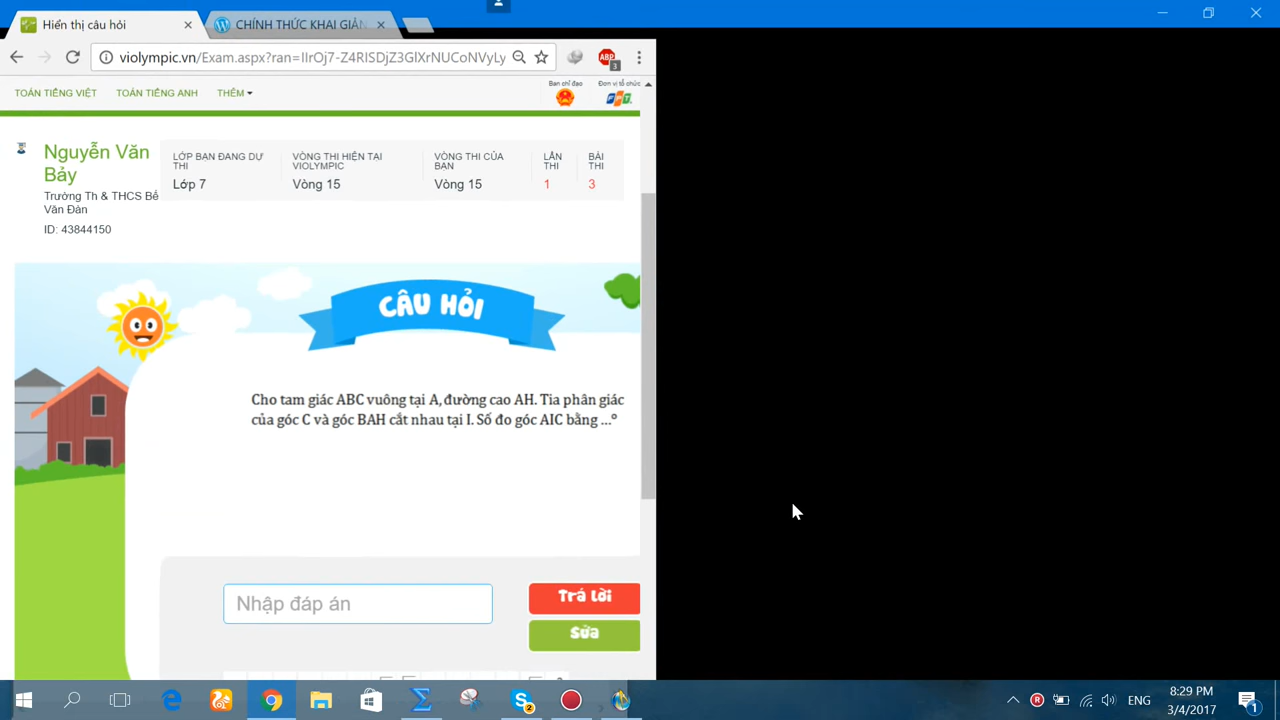 Hiển thị câu hỏi
CHÍNH THỨC KHAI GIẢN
violympic.vn/Exam.aspx?ran=IIrOj7-Z4RISDjZ3GlXrNUCoNVyLy
ABP
3
TOÁN TIẾNG VIỆT
TOÁN TIẾNG ANH
THÊM
Ban chỉ đạo
Đơn vị tổ chức
FPT
Nguyễn Văn
Bảy
Trường Th & THCS Bế
Văn Đàn
ID: 43844150
LỚP BẠN ĐANG DỰ
THI
Lớp 7
VÒNG THI HIỆN TẠI
VIOLYMPIC
Vòng 15
VÒNG THI CỦA
BẠN
Vòng 15
LẦN
THI
1
BÀI
THI
3
CÂU HỎI
Cho tam giác ABC vuông tại A, đường cao AH. Tia phân giác
của góc C và góc BAH cắt nhau tại I. Số đo góc AIC bằng ...°
Nhập đáp án
Trả lời
Sửa
ENG
8:29 PM
3/4/2017